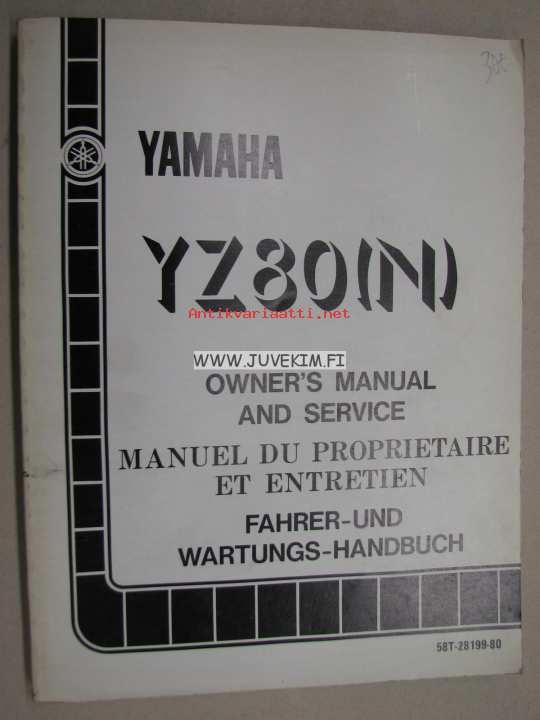 YAMAHA
YZ80(N)
Antikvariaatti.net
WWW.JUVEKIM.FI
OWNER'S MANUAL
AND SERVICE
MANUEL DU PROPRIETAIRE
ET ENTRETIEN
FAHRER-UND
WARTUNGS-HANDBUCH
58T-28199-80